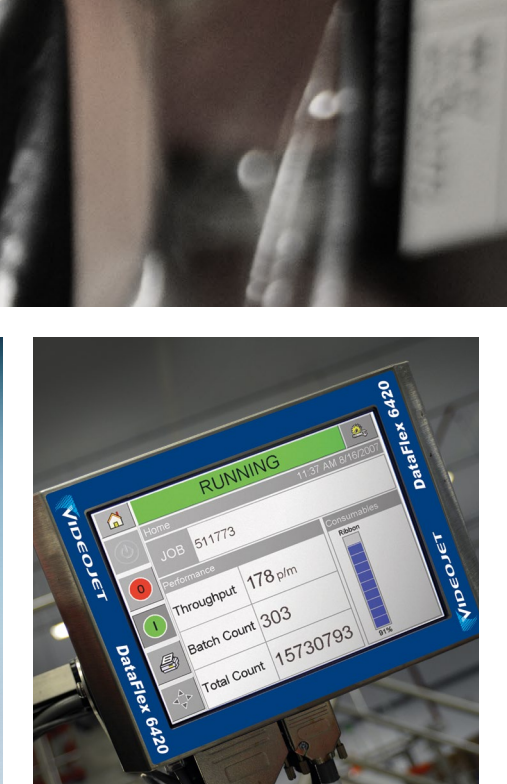 RUNNING
Home
11:37 AM 8/16/2007
JOB 511773
Performance
Throughput 178 p/m
Batch Count 303
Total Count 15730793
Consumables
Ribbon
91%
0
I
VIDEOJET
DataFlex 6420
DataFlex 6420
VIDEOJET